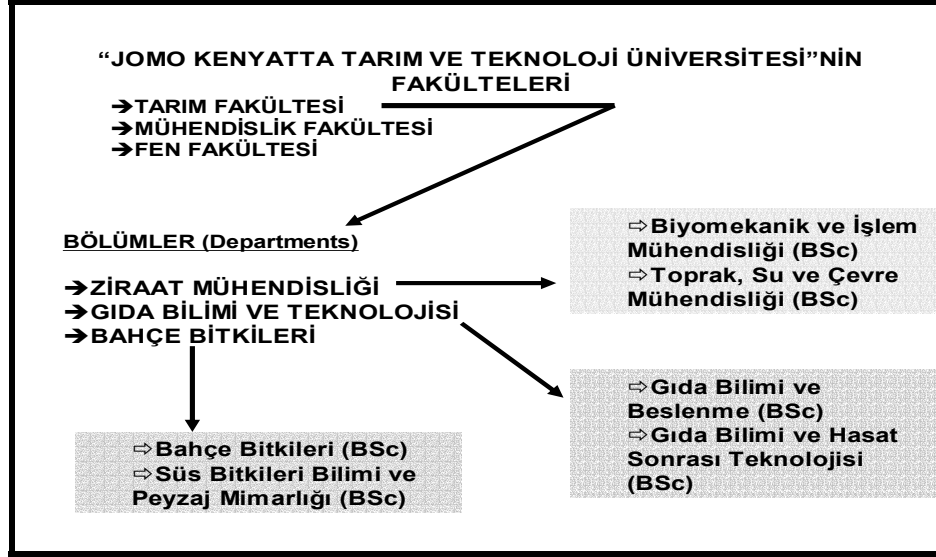 “JOMO KENYATTA TARIM VE TEKNOLOJİ ÜNİVERSİTESİ”NİN
FAKÜLTELERİ
➔TARIM FAKÜLTESİ
➔MÜHENDİSLİK FAKÜLTESİ
➔FEN FAKÜLTESİ
BÖLÜMLER (Departments)
➔ZİRAAT MÜHENDİSLİĞİ
➔GIDA BİLİMİ VE TEKNOLOJİSİ
➔BAHÇE BİTKİLERİ
⇨Biyomekanik ve İşlem
Mühendisliği (BSc)
⇨Toprak, Su ve Çevre
Mühendisliği (BSc)
⇨Gıda Bilimi ve
Beslenme (BSc)
⇨Gıda Bilimi ve Hasat
Sonrası Teknolojisi
(BSc)
⇨Bahçe Bitkileri (BSc)
⇨Süs Bitkileri Bilimi ve
Peyzaj Mimarlığı (BSc)